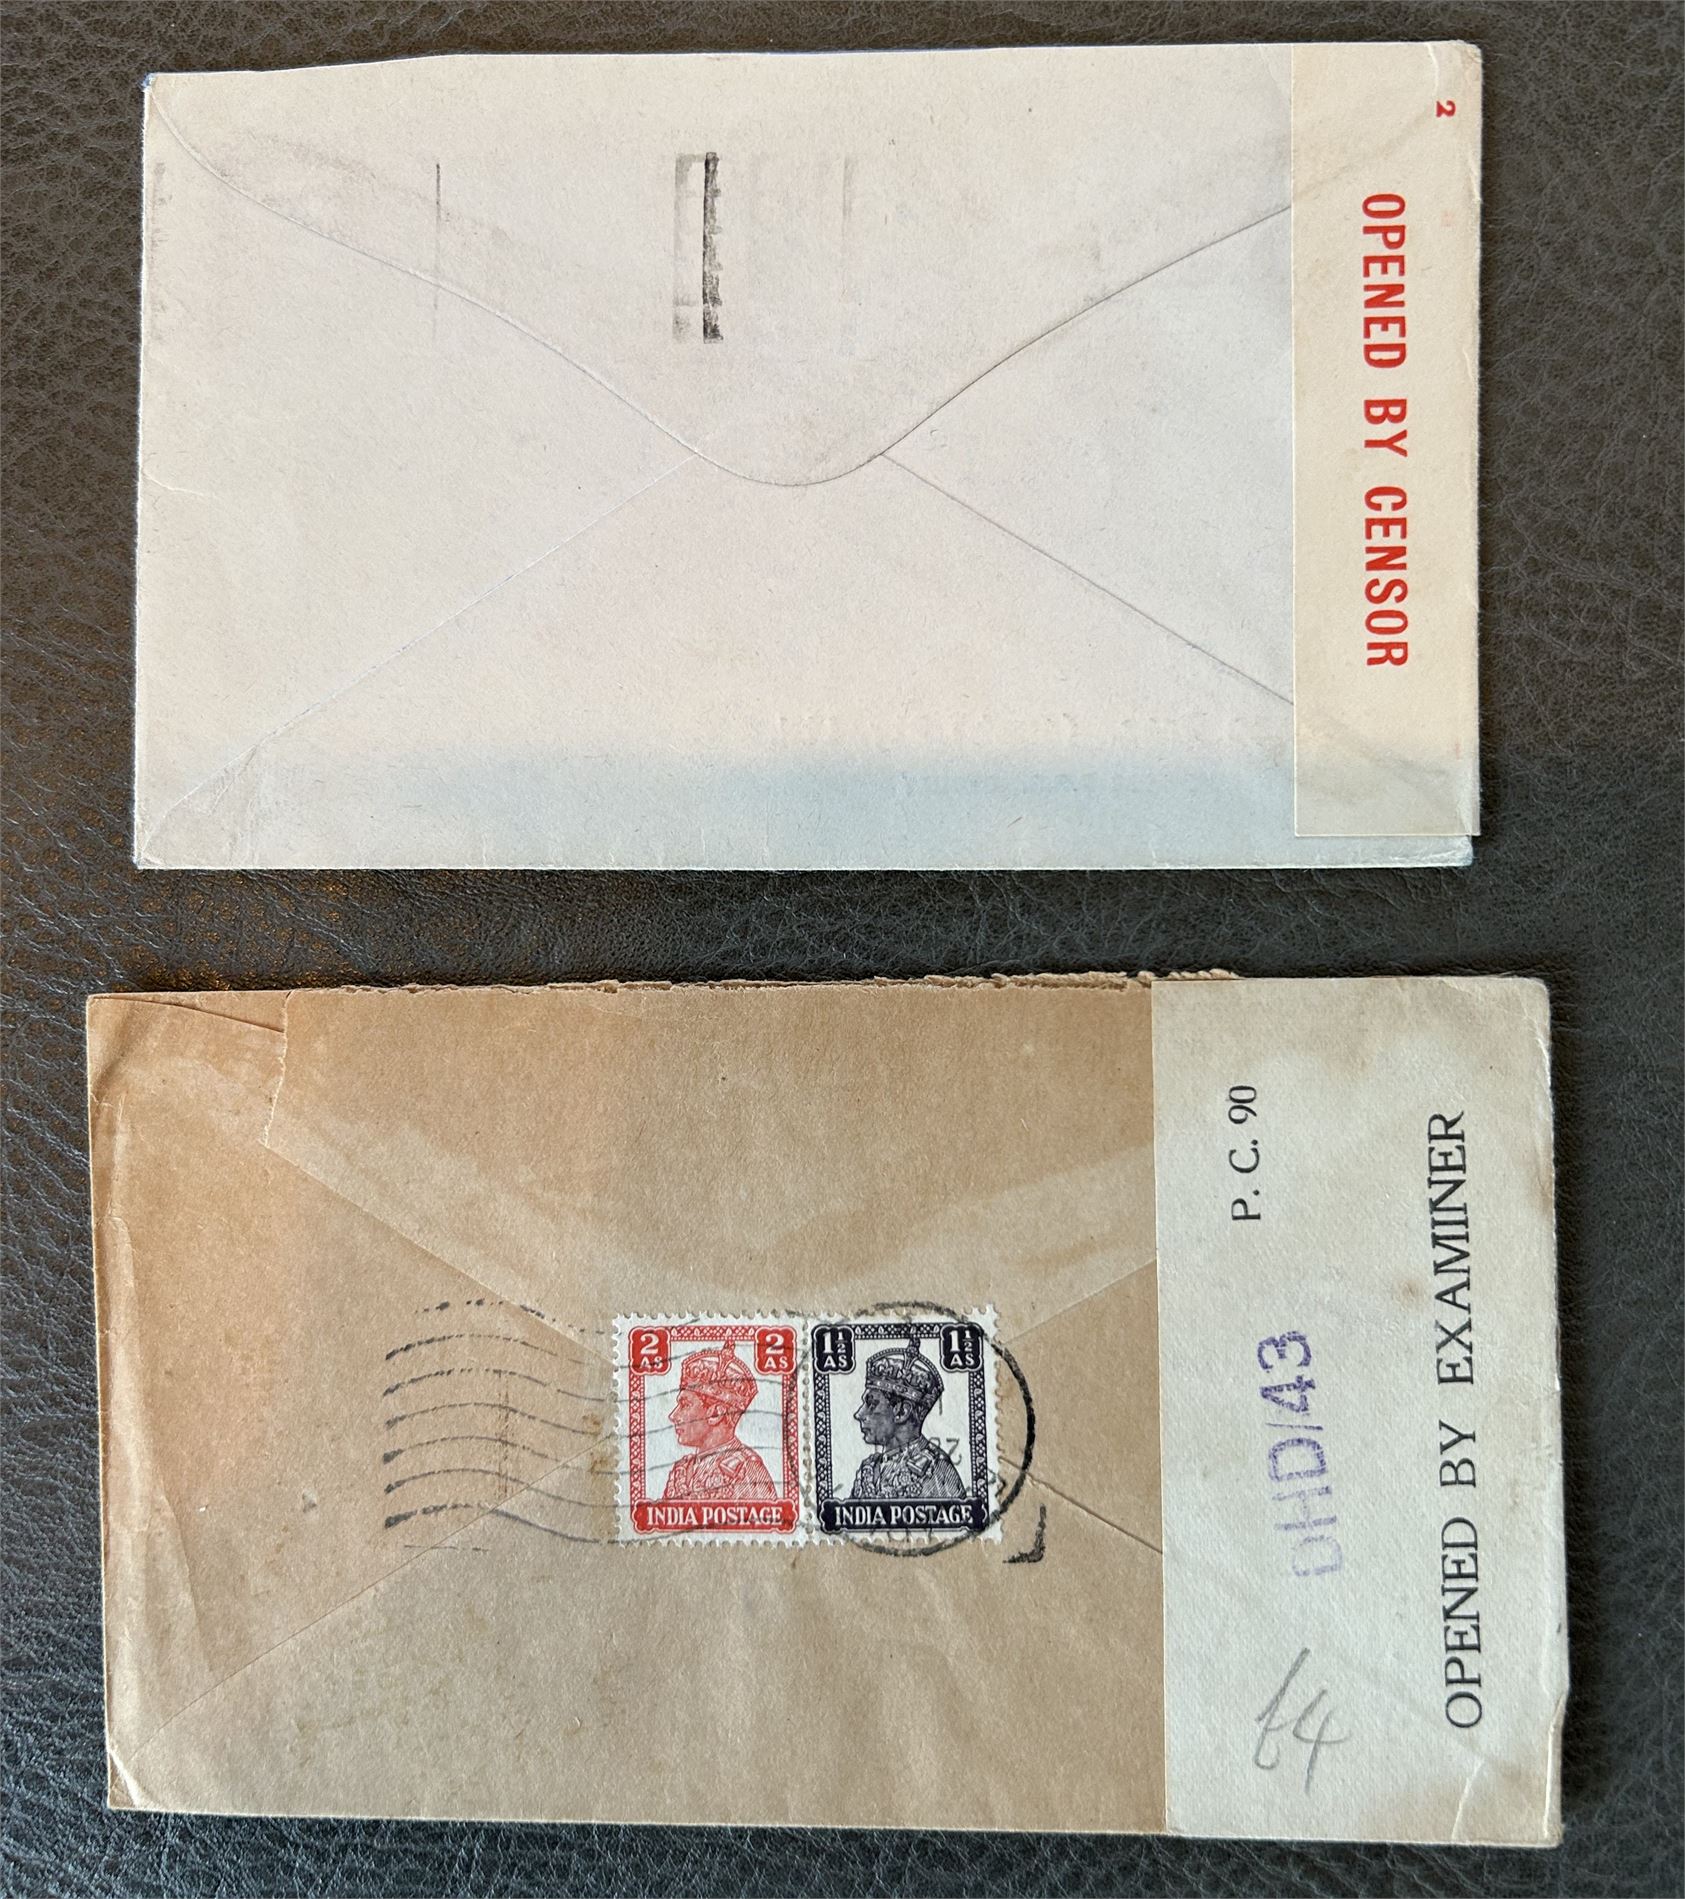 2
OPENED BY CENSOR
P. C. 90
DHD/43
OPENED BY EXAMINER
2 AS 2 AS
INDIA POSTAGE
1½ AS 1½ AS
INDIA POSTAGE